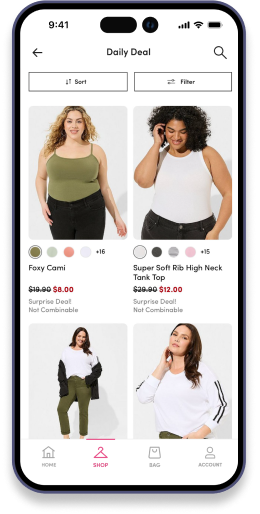 9:41
Daily Deal
Sort Filter
+16 +15
Foxy Cami Super Soft Rib High Neck
Tank Top
$19.90 $8.00 $29.90 $12.00
Surprise Deal! Surprise Deal!
Not Combinable Not Combinable
HOME SHOP BAG ACCOUNT